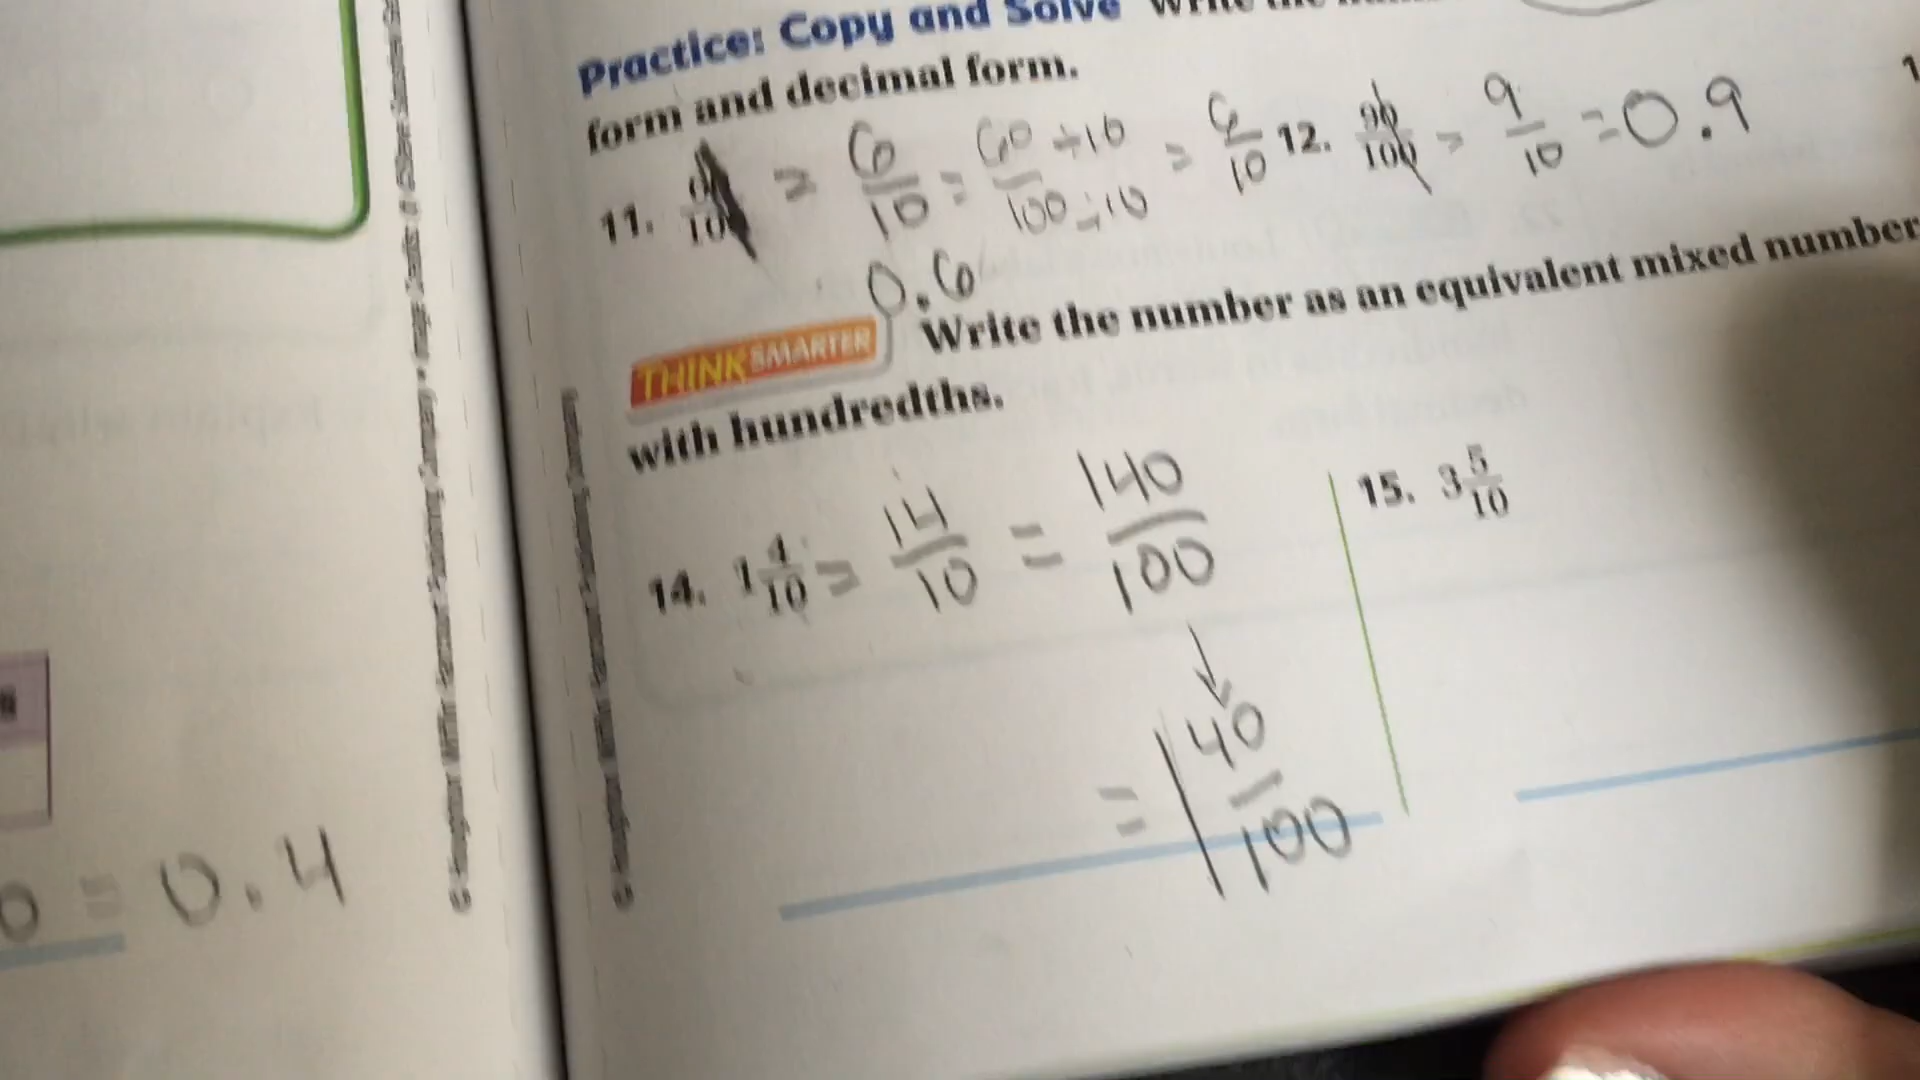 Practice: Copy and Solve Write the
form and decimal form.
11. = 6/10 = 60÷10/100÷10 = 6/10
0.6
12. 90/100 = 9/10 = 0.9
THINK SMARTER Write the number as an equivalent mixed number
with hundredths.
14. 1 4/10 = 14/10 = 140/100
= 1 40/100
15. 3 5/10
0 = 0.4